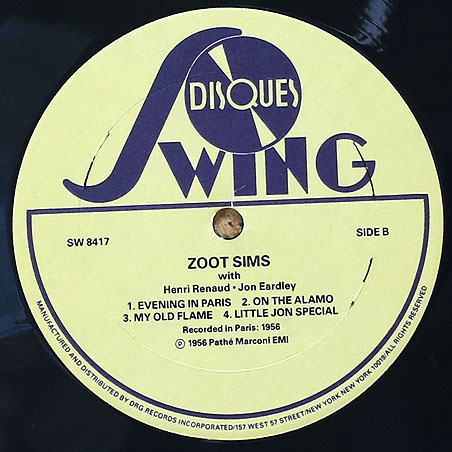 DISQUES
SWING
SW 8417
SIDE B
ZOOT SIMS
with
Henri Renaud • Jon Eardley
1. EVENING IN PARIS 2. ON THE ALAMO
3. MY OLD FLAME 4. LITTLE JON SPECIAL
Recorded in Paris: 1956
℗ 1956 Pathé Marconi EMI
MANUFACTURED AND DISTRIBUTED BY DRG RECORDS INCORPORATED/157 WEST 57 STREET/NEW YORK NEW YORK 10019/ALL RIGHTS RESERVED